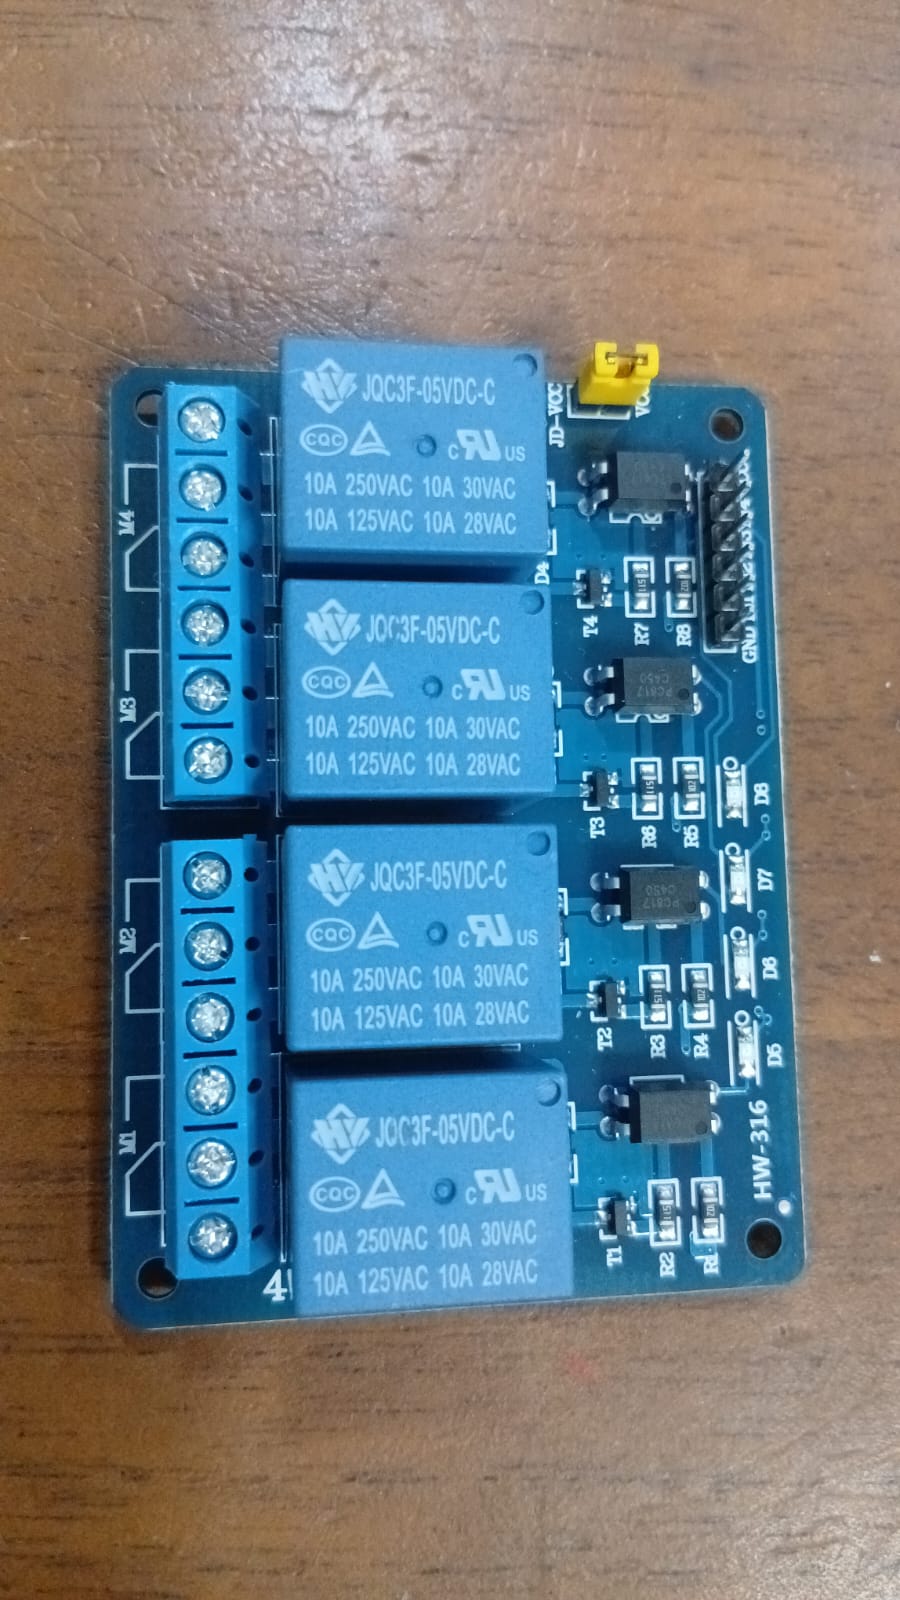 JQC3F-05VDC-C
CQC
c US
10A 250VAC 10A 30VAC
10A 125VAC 10A 28VAC
JQC3F-05VDC-C
CQC
c US
10A 250VAC 10A 30VAC
10A 125VAC 10A 28VAC
JQC3F-05VDC-C
CQC
c US
10A 250VAC 10A 30VAC
10A 125VAC 10A 28VAC
JQC3F-05VDC-C
CQC
c US
10A 250VAC 10A 30VAC
10A 125VAC 10A 28VAC
M4
M3
M2
M1
JD-VCC
D4
T4
R7
R8
GND
PC817
C450
T3
R6
R5
D8
PC817
C450
D7
T2
R3
R4
D6
D5
HW-316
T1
R2
4